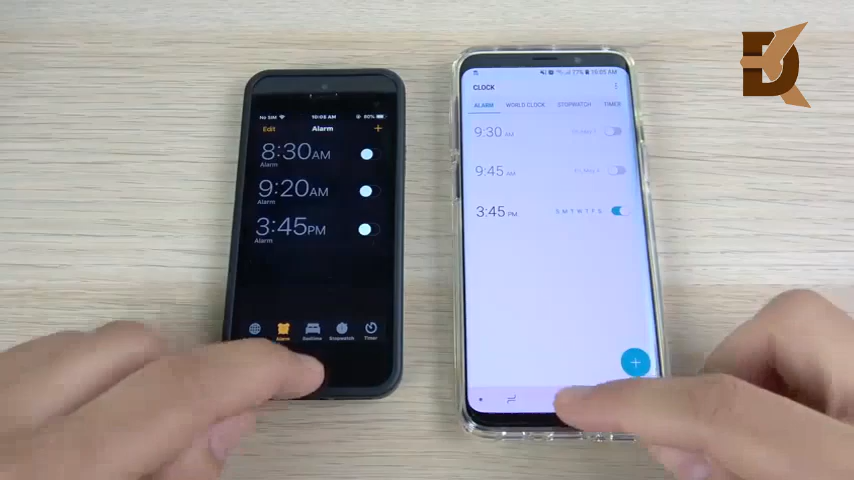 No SIM 10:05 AM 80%
Edit Alarm +
8:30AM
Alarm
9:20AM
Alarm
3:45PM
Alarm
Alarm Bedtime Stopwatch Timer
77% 10:05 AM
CLOCK
ALARM WORLD CLOCK STOPWATCH TIMER
9:30 AM
9:45 AM
3:45 PM S M T W T F S
+
D